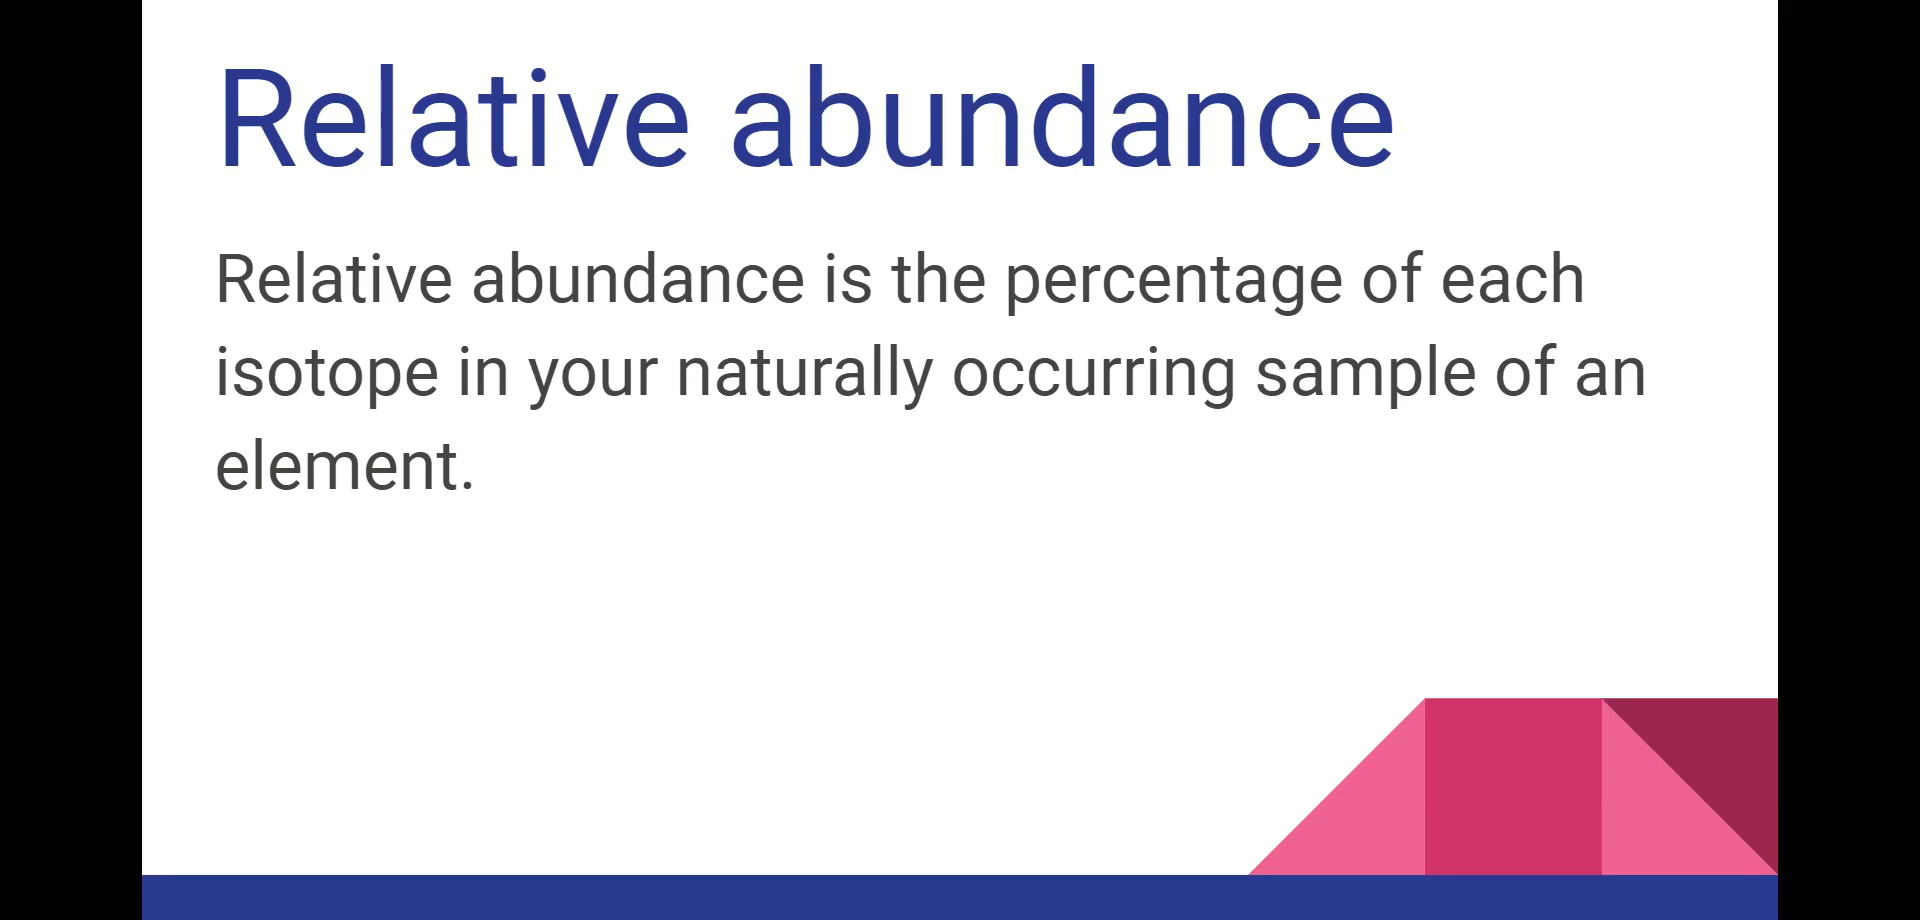 Relative abundance
Relative abundance is the percentage of each
isotope in your naturally occurring sample of an
element.